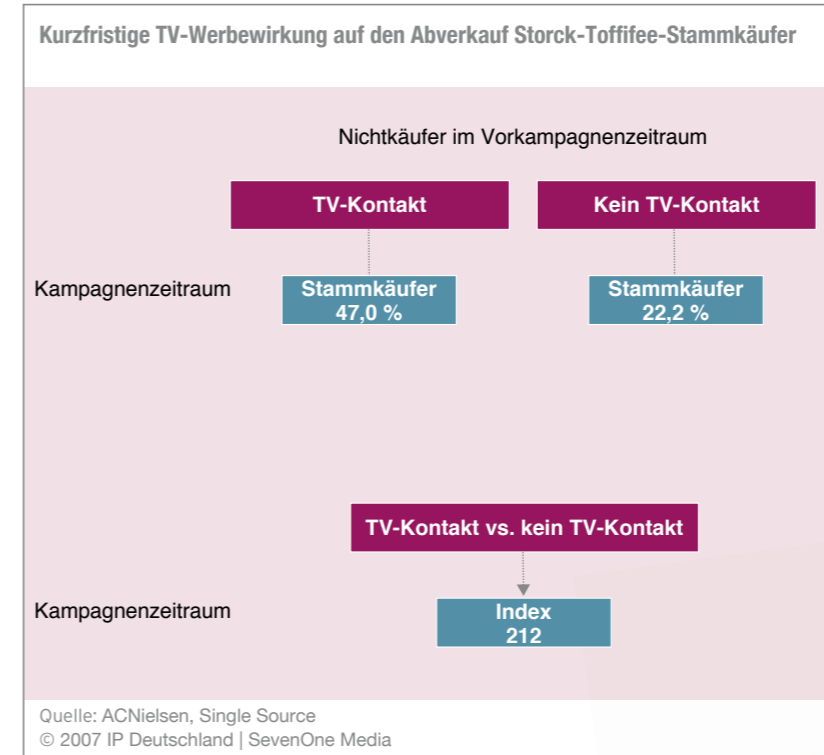 Kurzfristige TV-Werbewirkung auf den Abverkauf Storck-Toffifee-Stammkäufer
Nichtkäufer im Vorkampagnenzeitraum
TV-Kontakt
Kein TV-Kontakt
Kampagnenzeitraum
Stammkäufer
47,0 %
Stammkäufer
22,2 %
TV-Kontakt vs. kein TV-Kontakt
Kampagnenzeitraum
Index
212
Quelle: ACNielsen, Single Source
© 2007 IP Deutschland | SevenOne Media